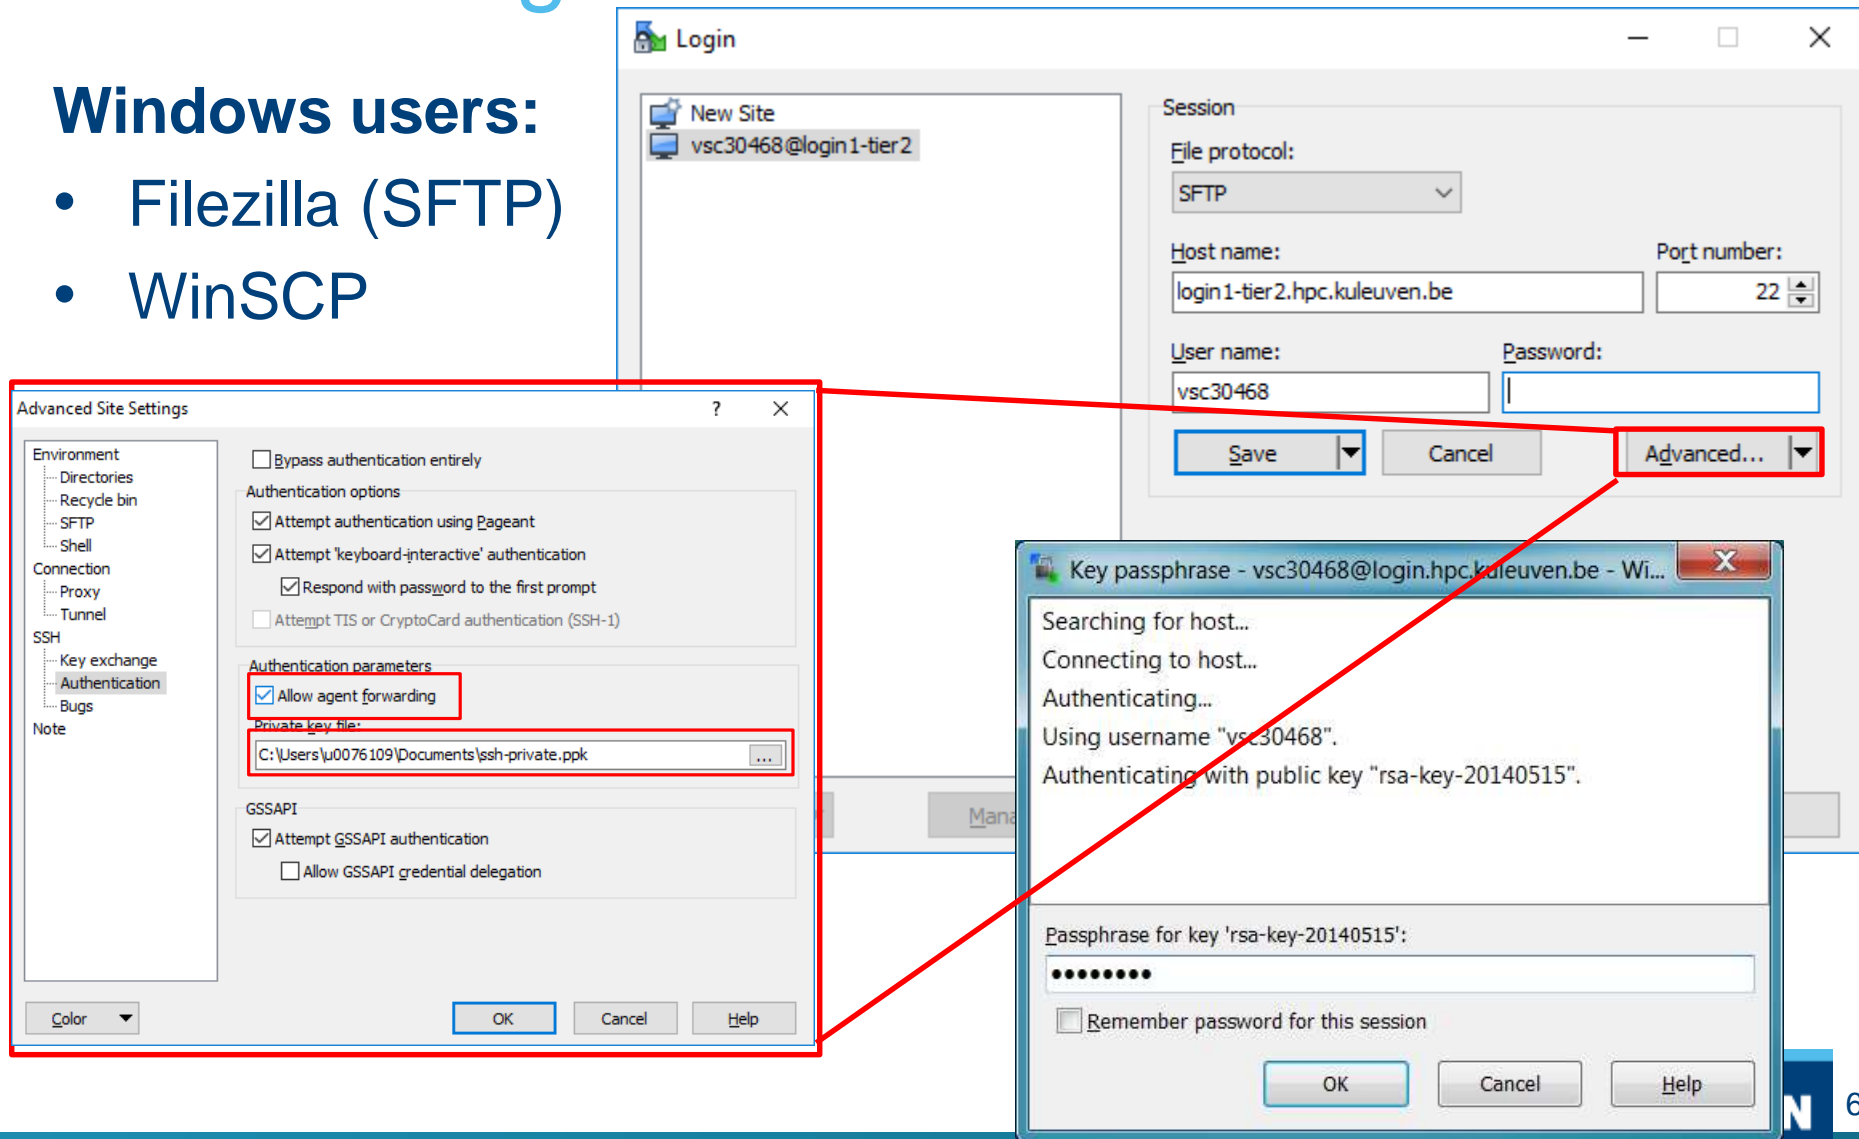 Windows users:
• Filezilla (SFTP)
• WinSCP
Login
New Site
vsc30468@login1-tier2
Session
File protocol:
SFTP
Host name:
Port number:
login1-tier2.hpc.kuleuven.be
22
User name:
Password:
vsc30468
Save
Cancel
Advanced...
Advanced Site Settings
?
Environment
Directories
Recycle bin
SFTP
Shell
Connection
Proxy
Tunnel
SSH
Key exchange
Authentication
Bugs
Note
Bypass authentication entirely
Authentication options
Attempt authentication using Pageant
Attempt 'keyboard-interactive' authentication
Respond with password to the first prompt
Attempt TIS or CryptoCard authentication (SSH-1)
Authentication parameters
Allow agent forwarding
Private key file:
C:\Users\u0076109\Documents\ssh-private.ppk
...
GSSAPI
Attempt GSSAPI authentication
Allow GSSAPI credential delegation
Color
OK
Cancel
Help
Key passphrase - vsc30468@login.hpc.kuleuven.be - Wi...
Searching for host...
Connecting to host...
Authenticating...
Using username "vsc30468".
Authenticating with public key "rsa-key-20140515".
Passphrase for key 'rsa-key-20140515':
●●●●●●●●
Remember password for this session
OK
Cancel
Help
N
6